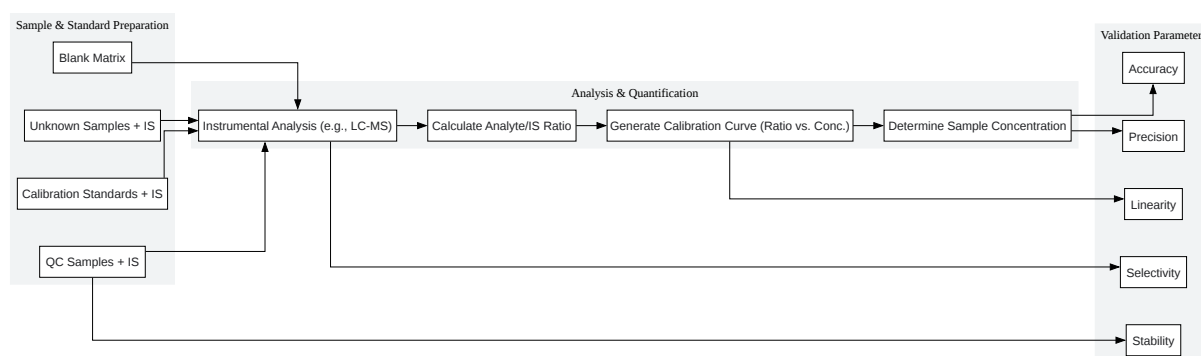 Sample & Standard Preparation
Blank Matrix
Unknown Samples + IS
Calibration Standards + IS
QC Samples + IS
Analysis & Quantification
Instrumental Analysis (e.g., LC-MS)
Calculate Analyte/IS Ratio
Generate Calibration Curve (Ratio vs. Conc.)
Determine Sample Concentration
Validation Parameter
Accuracy
Precision
Linearity
Selectivity
Stability